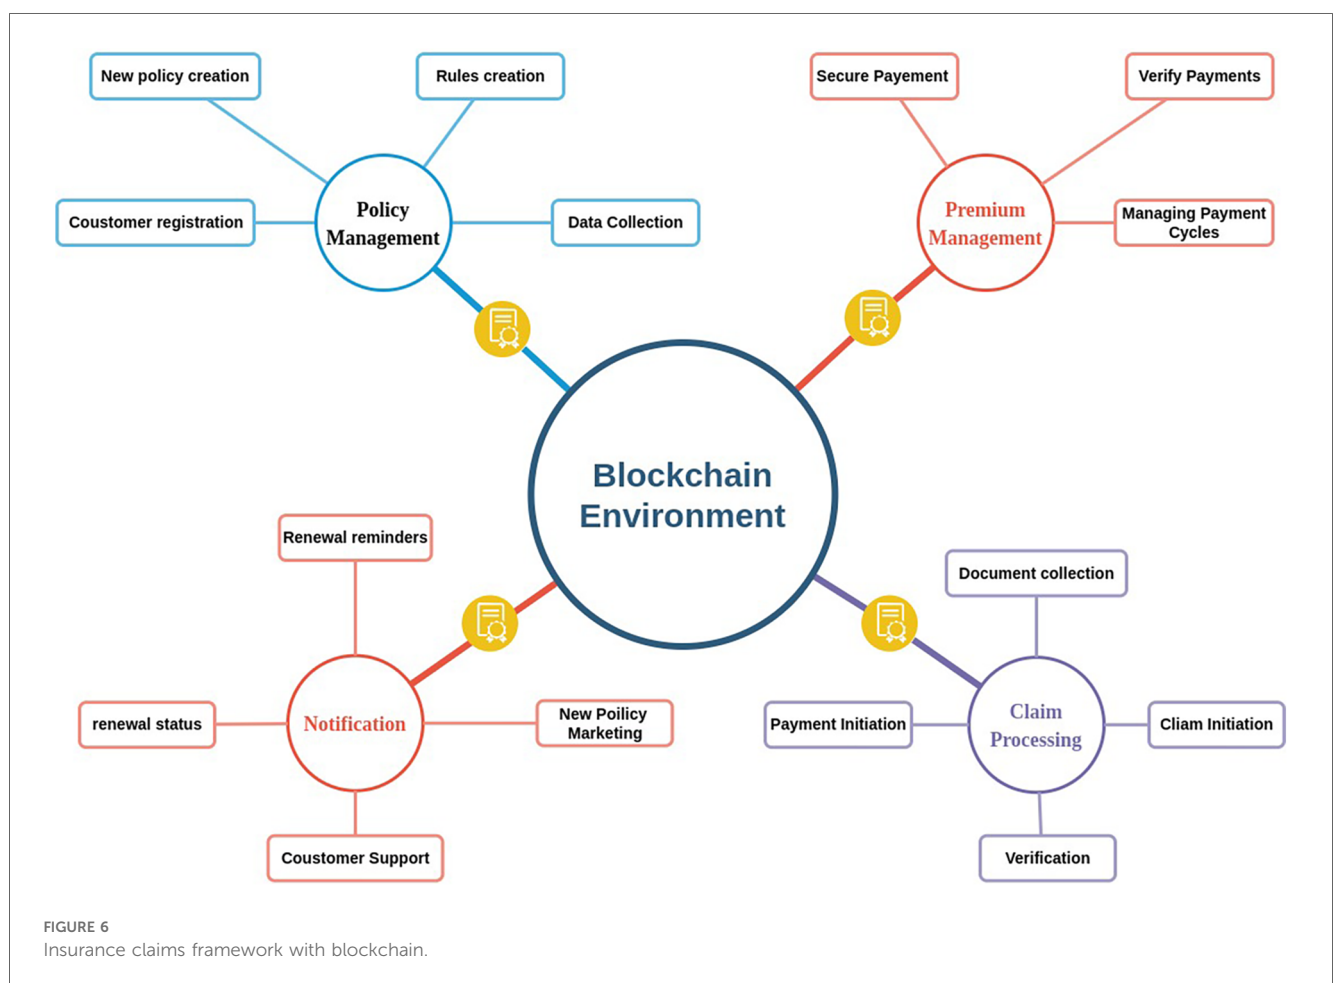 New policy creation
Rules creation
Secure Payement
Verify Payments
Coustomer registration
Policy
Management
Data Collection
Premium
Management
Managing Payment
Cycles
Blockchain
Environment
Renewal reminders
Document collection
renewal status
Notification
New Poilicy
Marketing
Payment Initiation
Claim
Processing
Cliam Initiation
Coustomer Support
Verification
FIGURE 6
Insurance claims framework with blockchain.